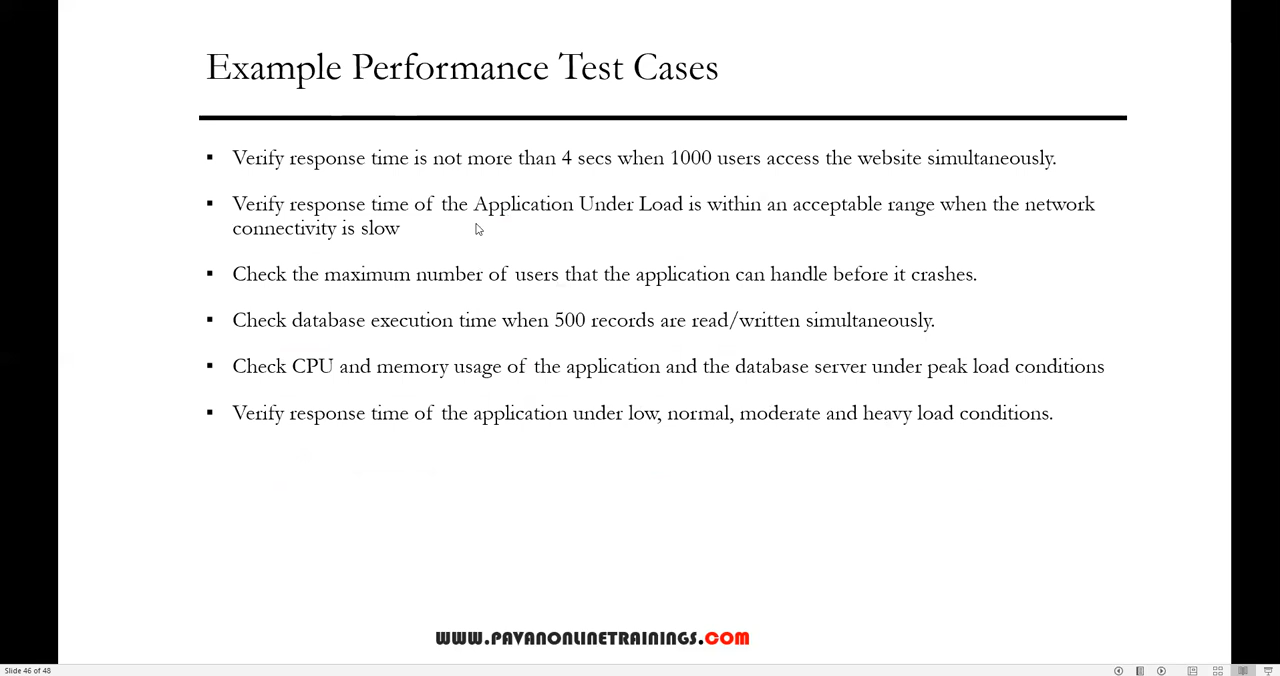 Example Performance Test Cases
▪ Verify response time is not more than 4 secs when 1000 users access the website simultaneously.
▪ Verify response time of the Application Under Load is within an acceptable range when the network
connectivity is slow
▪ Check the maximum number of users that the application can handle before it crashes.
▪ Check database execution time when 500 records are read/written simultaneously.
▪ Check CPU and memory usage of the application and the database server under peak load conditions
▪ Verify response time of the application under low, normal, moderate and heavy load conditions.
WWW.PAVANONLINETRAININGS.COM
Slide 46 of 48